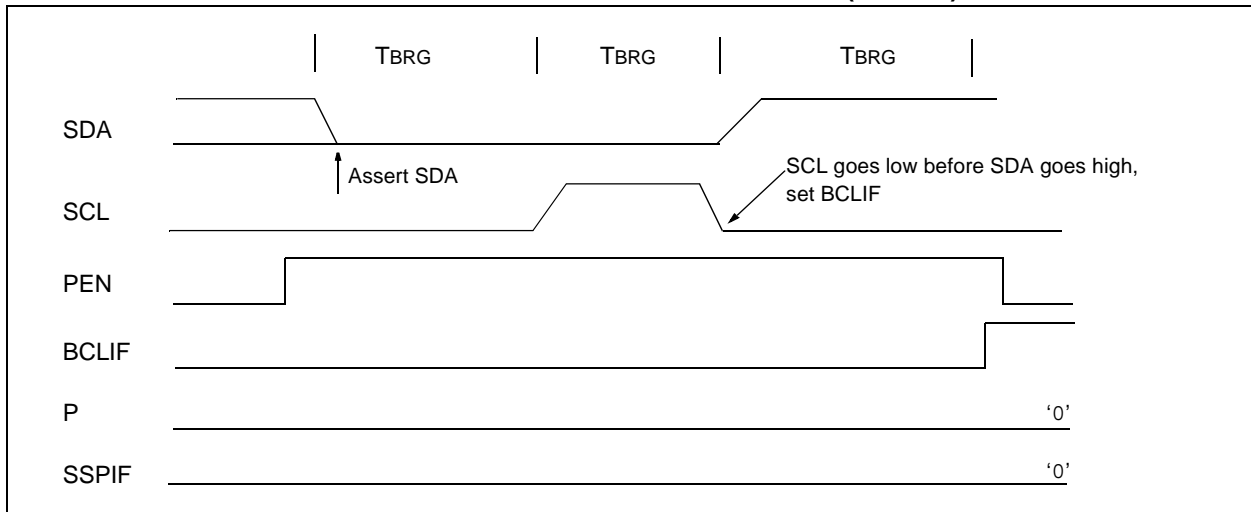 TBRG TBRG TBRG
SDA
Assert SDA
SCL goes low before SDA goes high,
set BCLIF
SCL
PEN
BCLIF
P '0'
SSPIF '0'